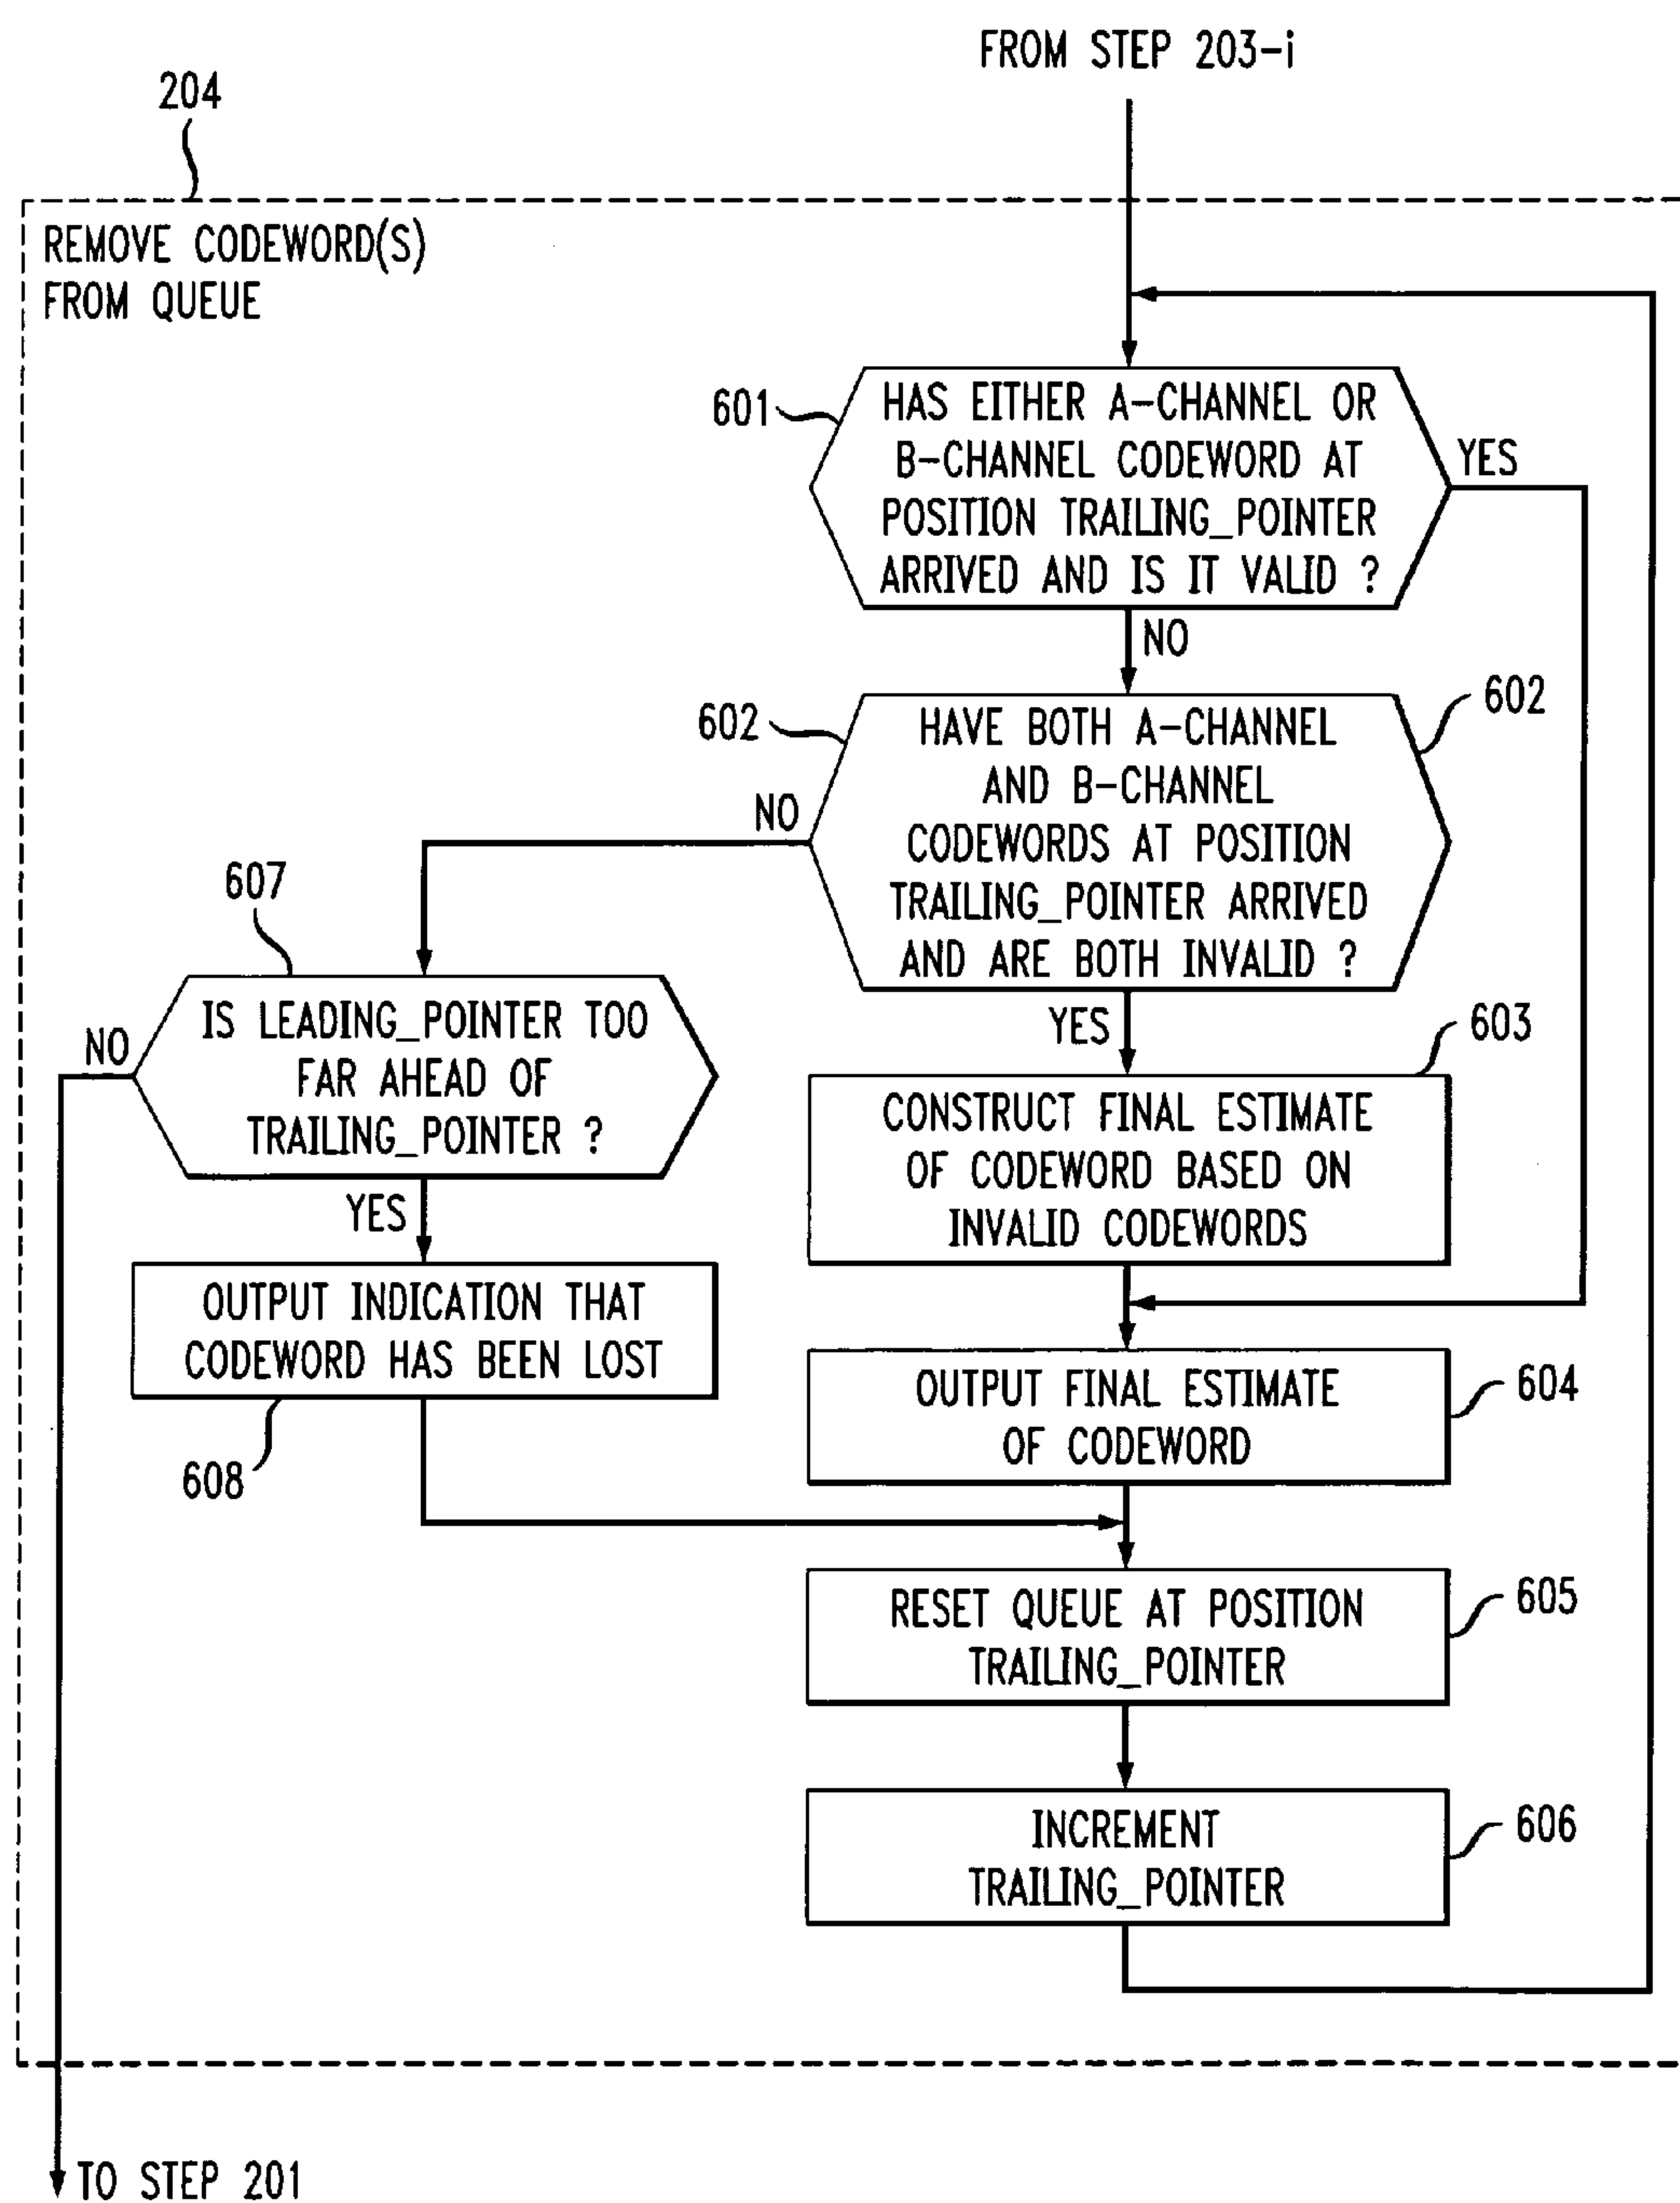 FROM STEP 203-i
204
REMOVE CODEWORD(S)
FROM QUEUE
601
HAS EITHER A-CHANNEL OR
B-CHANNEL CODEWORD AT
POSITION TRAILING_POINTER
ARRIVED AND IS IT VALID ?
YES
NO
602
HAVE BOTH A-CHANNEL
AND B-CHANNEL
CODEWORDS AT POSITION
TRAILING_POINTER ARRIVED
AND ARE BOTH INVALID ?
602
NO
YES
607
IS LEADING_POINTER TOO
FAR AHEAD OF
TRAILING_POINTER ?
NO
YES
603
CONSTRUCT FINAL ESTIMATE
OF CODEWORD BASED ON
INVALID CODEWORDS
OUTPUT INDICATION THAT
CODEWORD HAS BEEN LOST
608
OUTPUT FINAL ESTIMATE
OF CODEWORD
604
RESET QUEUE AT POSITION
TRAILING_POINTER
605
INCREMENT
TRAILING_POINTER
606
TO STEP 201